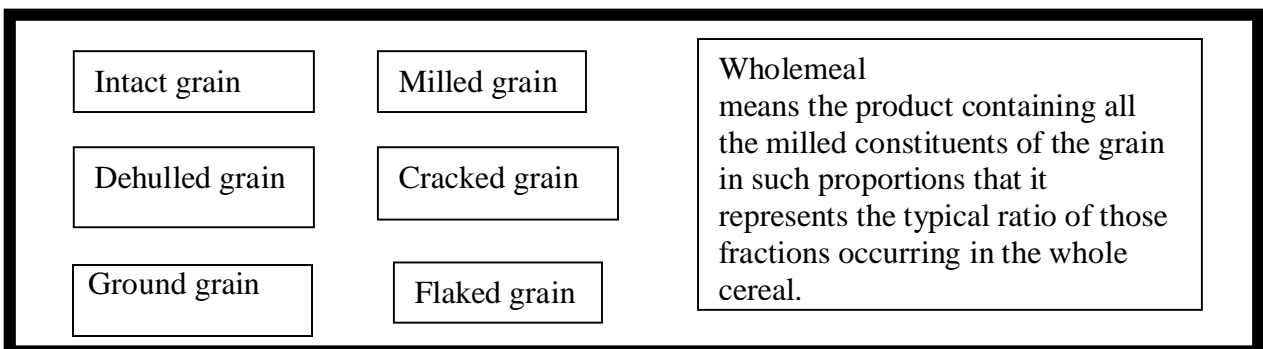 Intact grain
Milled grain
Dehulled grain
Cracked grain
Ground grain
Flaked grain
Wholemeal
means the product containing all
the milled constituents of the grain
in such proportions that it
represents the typical ratio of those
fractions occurring in the whole
cereal.